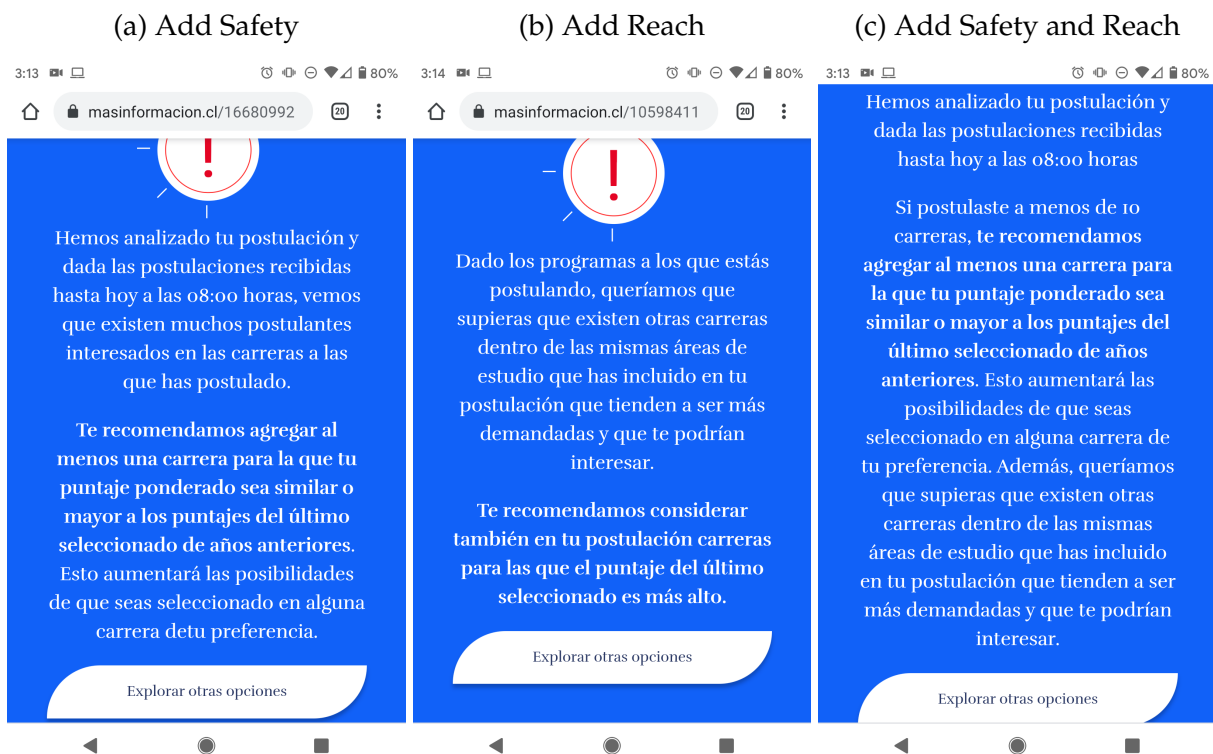 (a) Add Safety
3:13
80%
masinformacion.cl/16680992
20
!
Hemos analizado tu postulación y
dada las postulaciones recibidas
hasta hoy a las 08:00 horas, vemos
que existen muchos postulantes
interesados en las carreras a las
que has postulado.
Te recomendamos agregar al
menos una carrera para la que tu
puntaje ponderado sea similar o
mayor a los puntajes del último
seleccionado de años anteriores.
Esto aumentará las posibilidades
de que seas seleccionado en alguna
carrera detu preferencia.
Explorar otras opciones
(b) Add Reach
3:14
80%
masinformacion.cl/10598411
20
!
Dado los programas a los que estás
postulando, queríamos que
supieras que existen otras carreras
dentro de las mismas áreas de
estudio que has incluido en tu
postulación que tienden a ser más
demandadas y que te podrían
interesar.
Te recomendamos considerar
también en tu postulación carreras
para las que el puntaje del último
seleccionado es más alto.
Explorar otras opciones
(c) Add Safety and Reach
3:13
80%
Hemos analizado tu postulación y
dada las postulaciones recibidas
hasta hoy a las 08:00 horas
Si postulaste a menos de 10
carreras, te recomendamos
agregar al menos una carrera para
la que tu puntaje ponderado sea
similar o mayor a los puntajes del
último seleccionado de años
anteriores. Esto aumentará las
posibilidades de que seas
seleccionado en alguna carrera de
tu preferencia. Además, queríamos
que supieras que existen otras
carreras dentro de las mismas
áreas de estudio que has incluido
en tu postulación que tienden a ser
más demandadas y que te podrían
interesar.
Explorar otras opciones